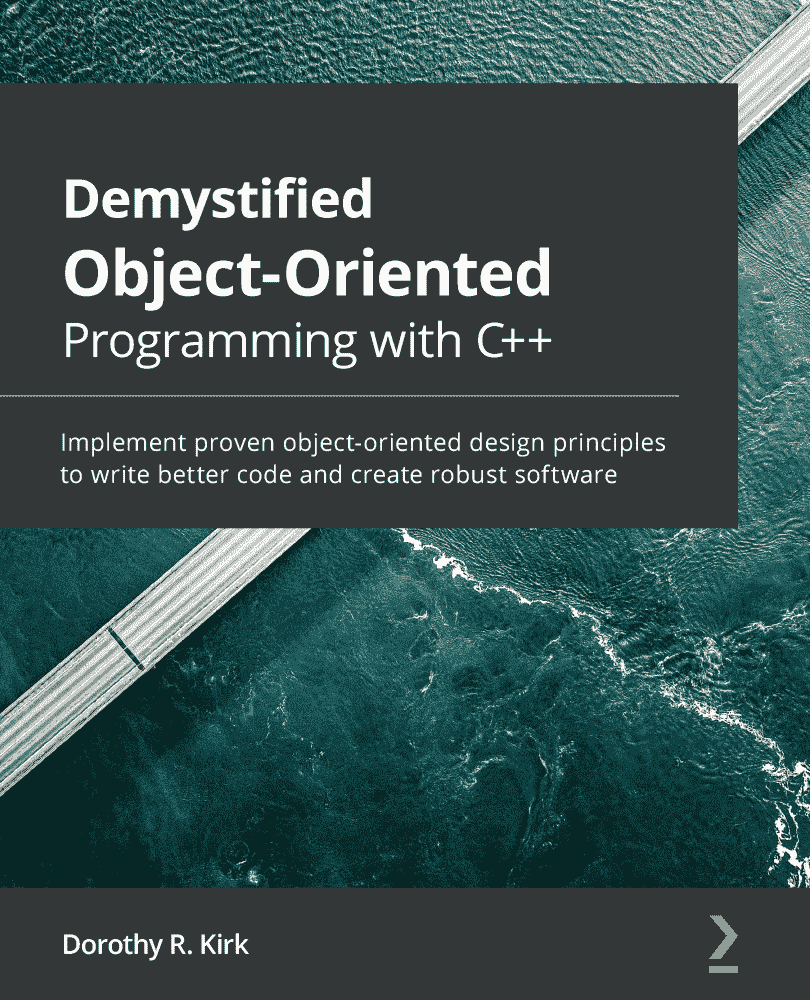 Demystified
Object-Oriented
Programming with C++
Implement proven object-oriented design principles
to write better code and create robust software
Dorothy R. Kirk